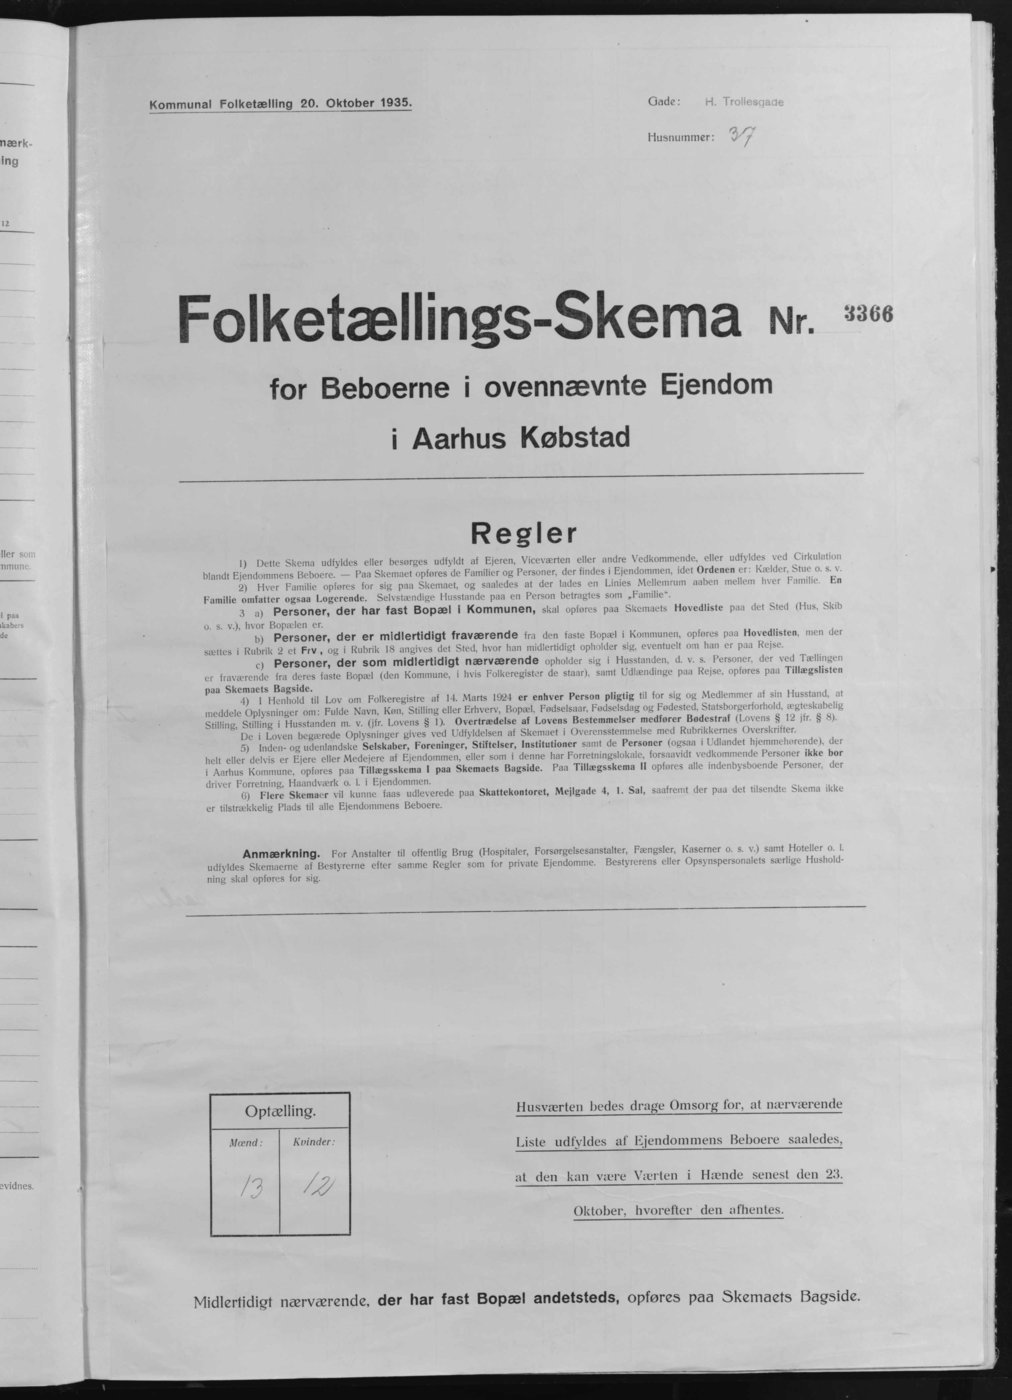 Kommunal Folketælling 20. Oktober 1935.
Gade: H. Trollesgade
Husnummer: 37
Folketællings-Skema Nr. 3366
for Beboerne i ovennævnte Ejendom
i Aarhus Købstad
Regler
1) Dette Skema udfyldes eller besørges udfyldt af Ejeren, Viceværten eller andre Vedkommende, eller udfyldes ved Cirkulation
blandt Ejendommens Beboere. — Paa Skemaet opføres de Familier og Personer, der findes i Ejendommen, idet Ordenen er: Kælder, Stue o. s. v.
2) Hver Familie opføres for sig paa Skemaet, og saaledes at der lades en Linies Mellemrum aaben mellem hver Familie. En
Familie omfatter ogsaa Logerende. Selvstændige Husstande paa en Person betragtes som „Familie".
3 a) Personer, der har fast Bopæl i Kommunen, skal opføres paa Skemaets Hovedliste paa det Sted (Hus, Skib
o. s. v.), hvor Bopælen er.
b) Personer, der er midlertidigt fraværende fra den faste Bopæl i Kommunen, opføres paa Hovedlisten, men der
sættes i Rubrik 2 et Frv, og i Rubrik 18 angives det Sted, hvor han midlertidigt opholder sig, eventuelt om han er paa Rejse.
c) Personer, der som midlertidigt nærværende opholder sig i Husstanden, d. v. s. Personer, der ved Tællingen
er fraværende fra deres faste Bopæl (den Kommune, i hvis Folkeregister de staar), samt Udlændinge paa Rejse, opføres paa Tillægslisten
paa Skemaets Bagside.
4) I Henhold til Lov om Folkeregistre af 14. Marts 1924 er enhver Person pligtig til for sig og Medlemmer af sin Husstand, at
meddele Oplysninger om: Fulde Navn, Køn, Stilling eller Erhverv, Bopæl, Fødselsaar, Fødselsdag og Fødested, Statsborgerforhold, ægteskabelig
Stilling, Stilling i Husstanden m. v. (jfr. Lovens § 1). Overtrædelse af Lovens Bestemmelser medfører Bødestraf (Lovens § 12 jfr. § 8).
De i Loven begærede Oplysninger gives ved Udfyldelsen af Skemaet i Overensstemmelse med Rubrikkernes Overskrifter.
5) Inden- og udenlandske Selskaber, Foreninger, Stiftelser, Institutioner samt de Personer (ogsaa i Udlandet hjemmehørende), der
helt eller delvis er Ejere eller Medejere af Ejendommen, eller som i denne har Forretningslokale, forsaavidt vedkommende Personer ikke bor
i Aarhus Kommune, opføres paa Tillægsskema I paa Skemaets Bagside. Paa Tillægsskema II opføres alle indenbysboende Personer, der
driver Forretning, Haandværk o. l. i Ejendommen.
6) Flere Skemaer vil kunne faas udleverede paa Skattekontoret, Mejlgade 4, 1. Sal, saafremt der paa det tilsendte Skema ikke
er tilstrækkelig Plads til alle Ejendommens Beboere.
Anmærkning. For Anstalter til offentlig Brug (Hospitaler, Forsørgelsesanstalter, Fængsler, Kaserner o. s. v.) samt Hoteller o. l.
udfyldes Skemaerne af Bestyrerne efter samme Regler som for private Ejendomme. Bestyrerens eller Opsynspersonalets særlige Hushold-
ning skal opføres for sig.
Optælling.
Mænd: Kvinder:
13 12
Husværten bedes drage Omsorg for, at nærværende
Liste udfyldes af Ejendommens Beboere saaledes,
at den kan være Værten i Hænde senest den 23.
Oktober, hvorefter den afhentes.
Midlertidigt nærværende, der har fast Bopæl andetsteds, opføres paa Skemaets Bagside.